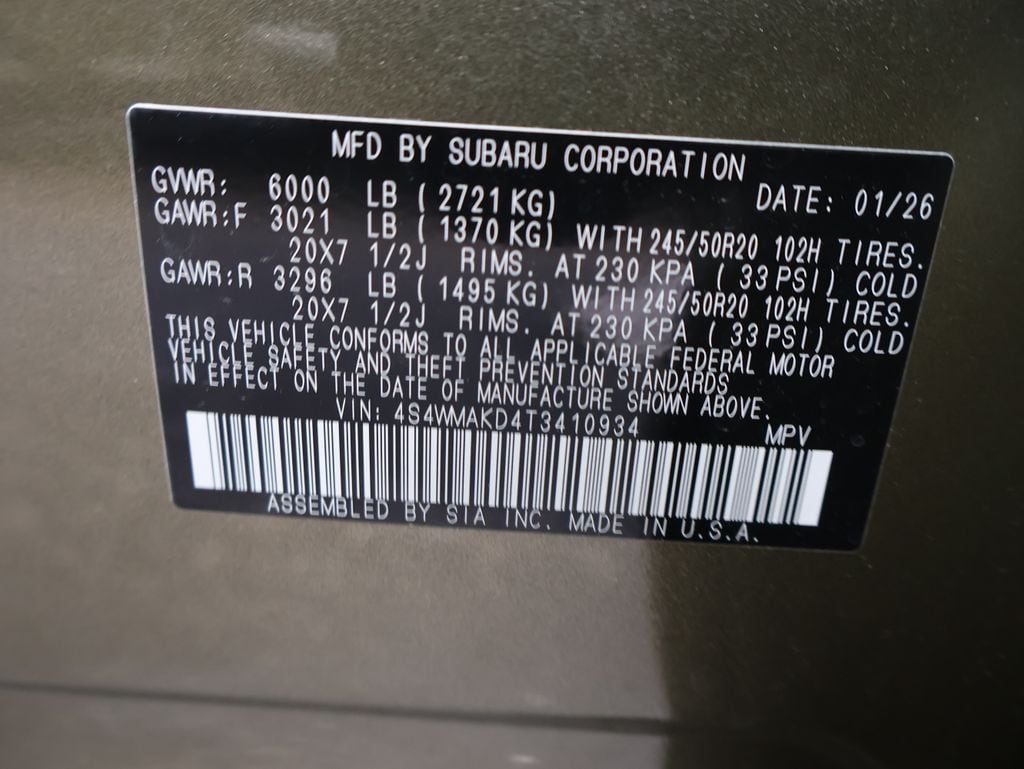 MFD BY SUBARU CORPORATION
GVWR: 6000 LB ( 2721 KG) DATE: 01/26
GAWR:F 3021 LB ( 1370 KG) WITH 245/50R20 102H TIRES.
20X7 1/2J RIMS. AT 230 KPA ( 33 PSI) COLD
GAWR:R 3296 LB ( 1495 KG) WITH 245/50R20 102H TIRES.
20X7 1/2J RIMS. AT 230 KPA ( 33 PSI) COLD
THIS VEHICLE CONFORMS TO ALL APPLICABLE FEDERAL MOTOR
VEHICLE SAFETY AND THEFT PREVENTION STANDARDS
IN EFFECT ON THE DATE OF MANUFACTURE SHOWN ABOVE.
VIN: 4S4WMAKD4T3410934 MPV
ASSEMBLED BY SIA INC. MADE IN U.S.A.